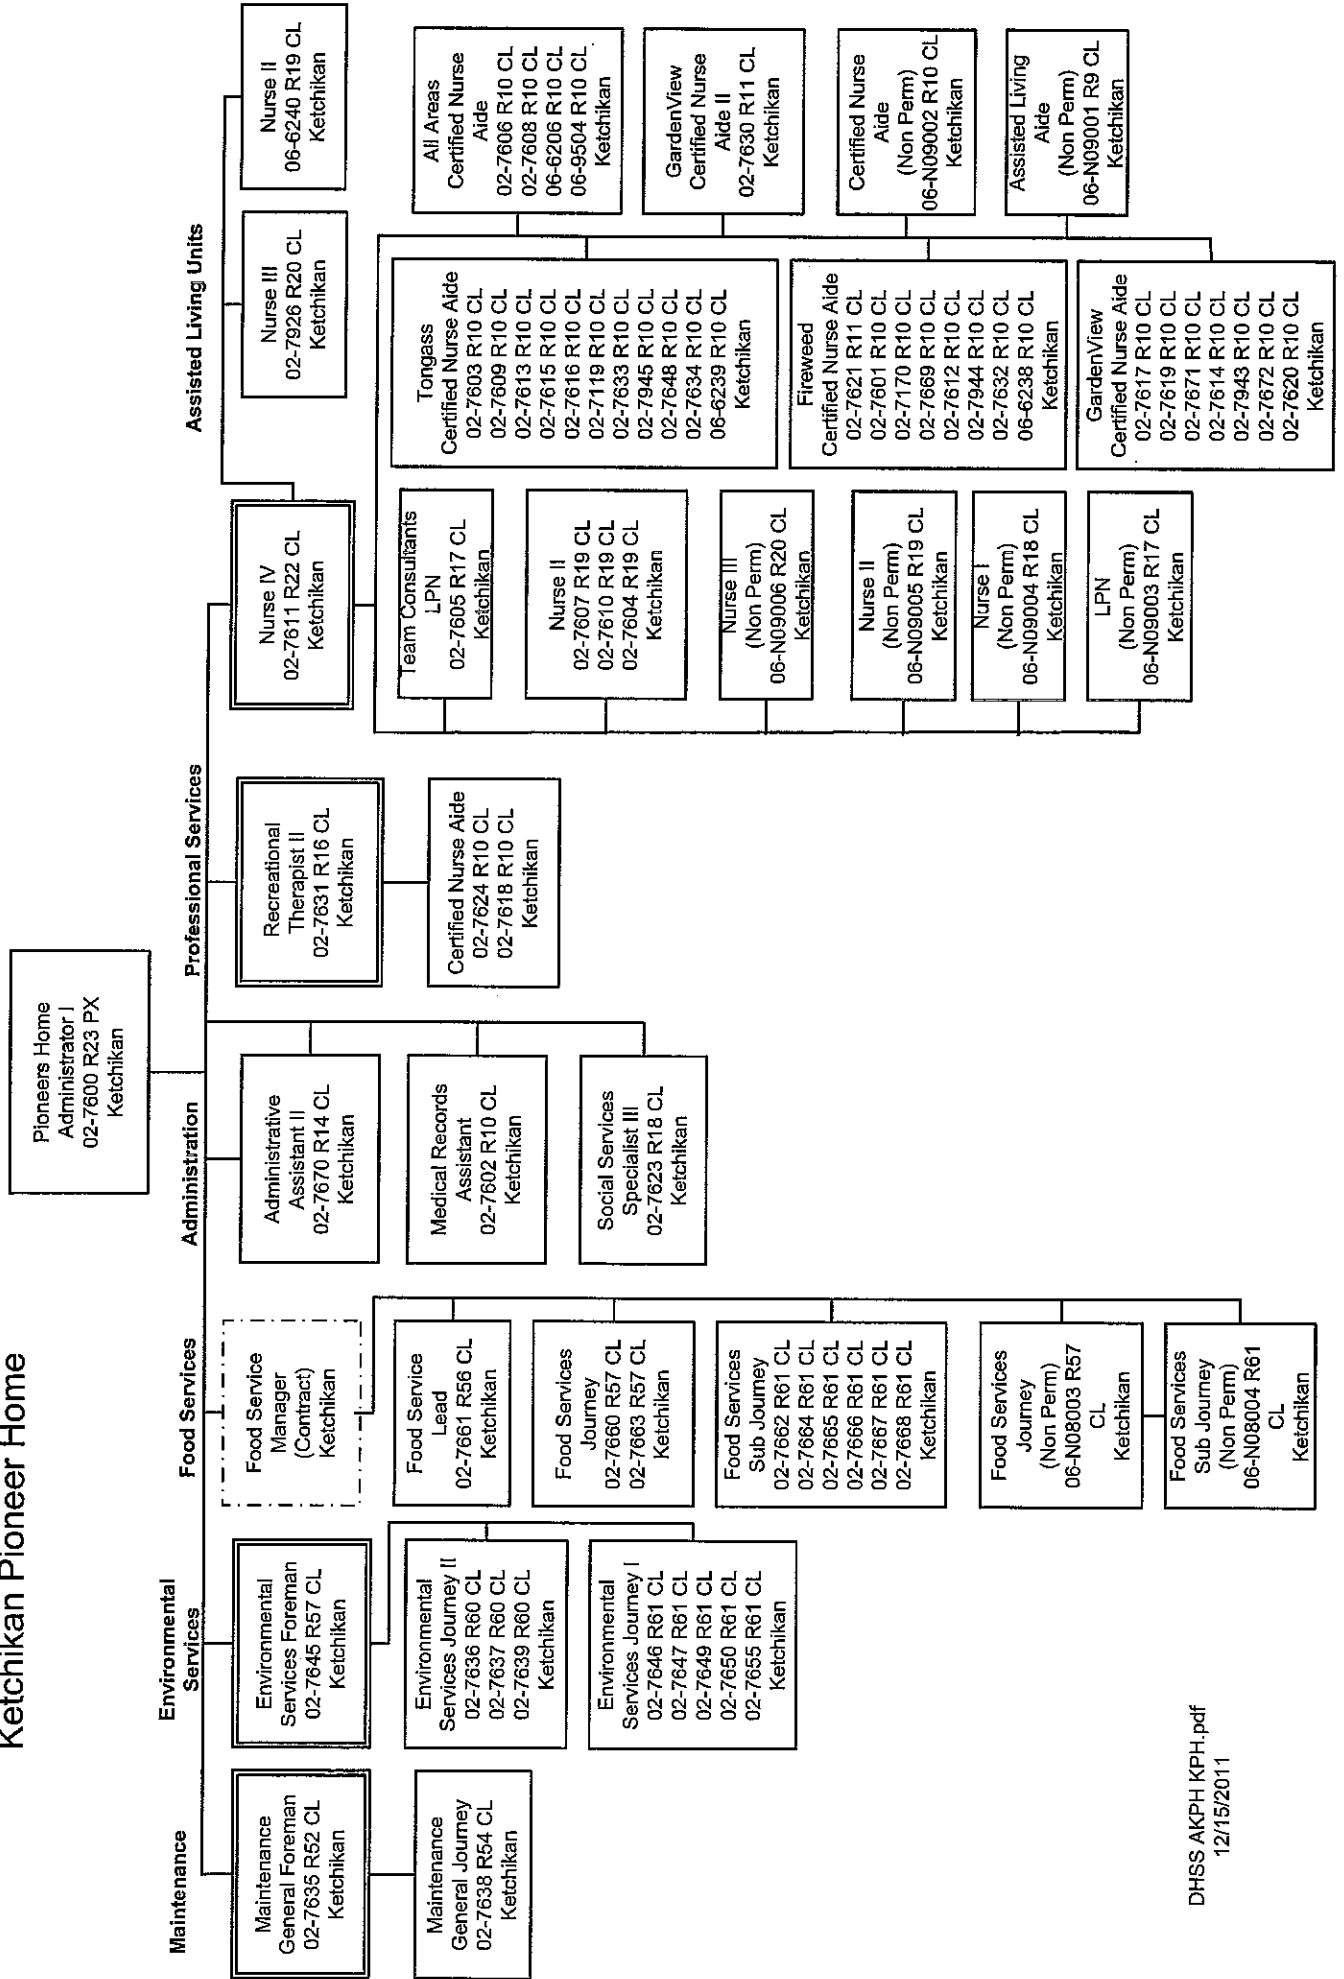 Ketchikan Pioneer Home
Pioneers Home
Administrator I
02-7600 R23 PX
Ketchikan
Maintenance
Maintenance
General Foreman
02-7635 R52 CL
Ketchikan
Maintenance
General Journey
02-7638 R54 CL
Ketchikan
Environmental
Services
Environmental
Services Foreman
02-7645 R57 CL
Ketchikan
Environmental
Services Journey II
02-7636 R60 CL
02-7637 R60 CL
02-7639 R60 CL
Ketchikan
Environmental
Services Journey I
02-7646 R61 CL
02-7647 R61 CL
02-7649 R61 CL
02-7650 R61 CL
02-7655 R61 CL
Ketchikan
Food Services
Food Service
Manager
(Contract)
Ketchikan
Food Service
Lead
02-7661 R56 CL
Ketchikan
Food Services
Journey
02-7660 R57 CL
02-7663 R57 CL
Ketchikan
Food Services
Sub Journey
02-7662 R61 CL
02-7664 R61 CL
02-7665 R61 CL
02-7666 R61 CL
02-7667 R61 CL
02-7668 R61 CL
Ketchikan
Food Services
Journey
(Non Perm)
06-N08003 R57
CL
Ketchikan
Food Services
Sub Journey
(Non Perm)
06-N08004 R61
CL
Ketchikan
Administration
Administrative
Assistant II
02-7670 R14 CL
Ketchikan
Medical Records
Assistant
02-7602 R10 CL
Ketchikan
Social Services
Specialist III
02-7623 R18 CL
Ketchikan
Professional Services
Recreational
Therapist II
02-7631 R16 CL
Ketchikan
Certified Nurse Aide
02-7624 R10 CL
02-7618 R10 CL
Ketchikan
Nurse IV
02-7611 R22 CL
Ketchikan
Assisted Living Units
Nurse III
02-7926 R20 CL
Ketchikan
Nurse II
06-6240 R19 CL
Ketchikan
Team Consultants
LPN
02-7605 R17 CL
Ketchikan
Nurse II
02-7607 R19 CL
02-7610 R19 CL
02-7604 R19 CL
Ketchikan
Nurse III
(Non Perm)
06-N09006 R20 CL
Ketchikan
Nurse II
(Non Perm)
06-N09005 R19 CL
Ketchikan
Nurse I
(Non Perm)
06-N09004 R18 CL
Ketchikan
LPN
(Non Perm)
06-N09003 R17 CL
Ketchikan
Tongass
Certified Nurse Aide
02-7603 R10 CL
02-7609 R10 CL
02-7613 R10 CL
02-7615 R10 CL
02-7616 R10 CL
02-7119 R10 CL
02-7633 R10 CL
02-7945 R10 CL
02-7648 R10 CL
02-7634 R10 CL
06-6239 R10 CL
Ketchikan
Fireweed
Certified Nurse Aide
02-7621 R11 CL
02-7601 R10 CL
02-7170 R10 CL
02-7669 R10 CL
02-7612 R10 CL
02-7944 R10 CL
02-7632 R10 CL
06-6238 R10 CL
Ketchikan
GardenView
Certified Nurse Aide
02-7617 R10 CL
02-7619 R10 CL
02-7671 R10 CL
02-7614 R10 CL
02-7943 R10 CL
02-7672 R10 CL
02-7620 R10 CL
Ketchikan
All Areas
Certified Nurse
Aide
02-7606 R10 CL
02-7608 R10 CL
06-6206 R10 CL
06-9504 R10 CL
Ketchikan
GardenView
Certified Nurse
Aide II
02-7630 R11 CL
Ketchikan
Certified Nurse
Aide
(Non Perm)
06-N09002 R10 CL
Ketchikan
Assisted Living
Aide
(Non Perm)
06-N09001 R9 CL
Ketchikan
DHSS AKPH KPH.pdf
12/15/2011